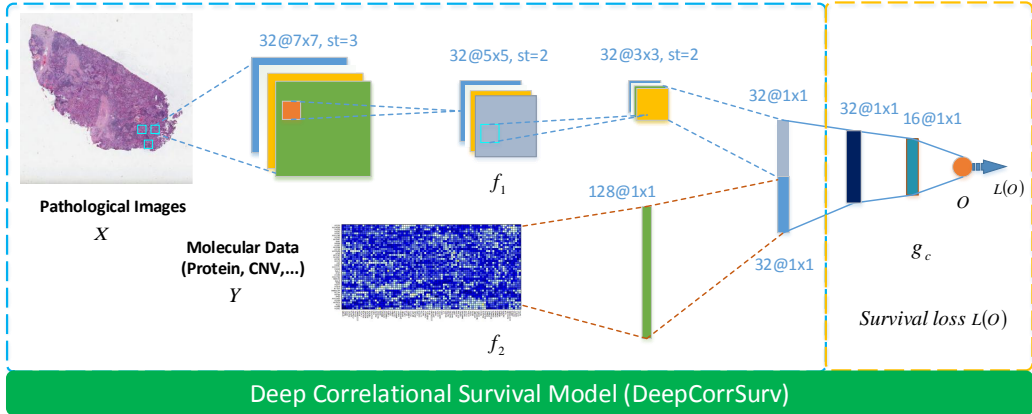 32@7x7, st=3
32@5x5, st=2
32@3x3, st=2
32@1x1
32@1x1
16@1x1
f1
O
L(O)
Pathological Images
X
128@1x1
Molecular Data
(Protein, CNV,...)
Y
32@1x1
gc
f2
Survival loss L(O)
Deep Correlational Survival Model (DeepCorrSurv)